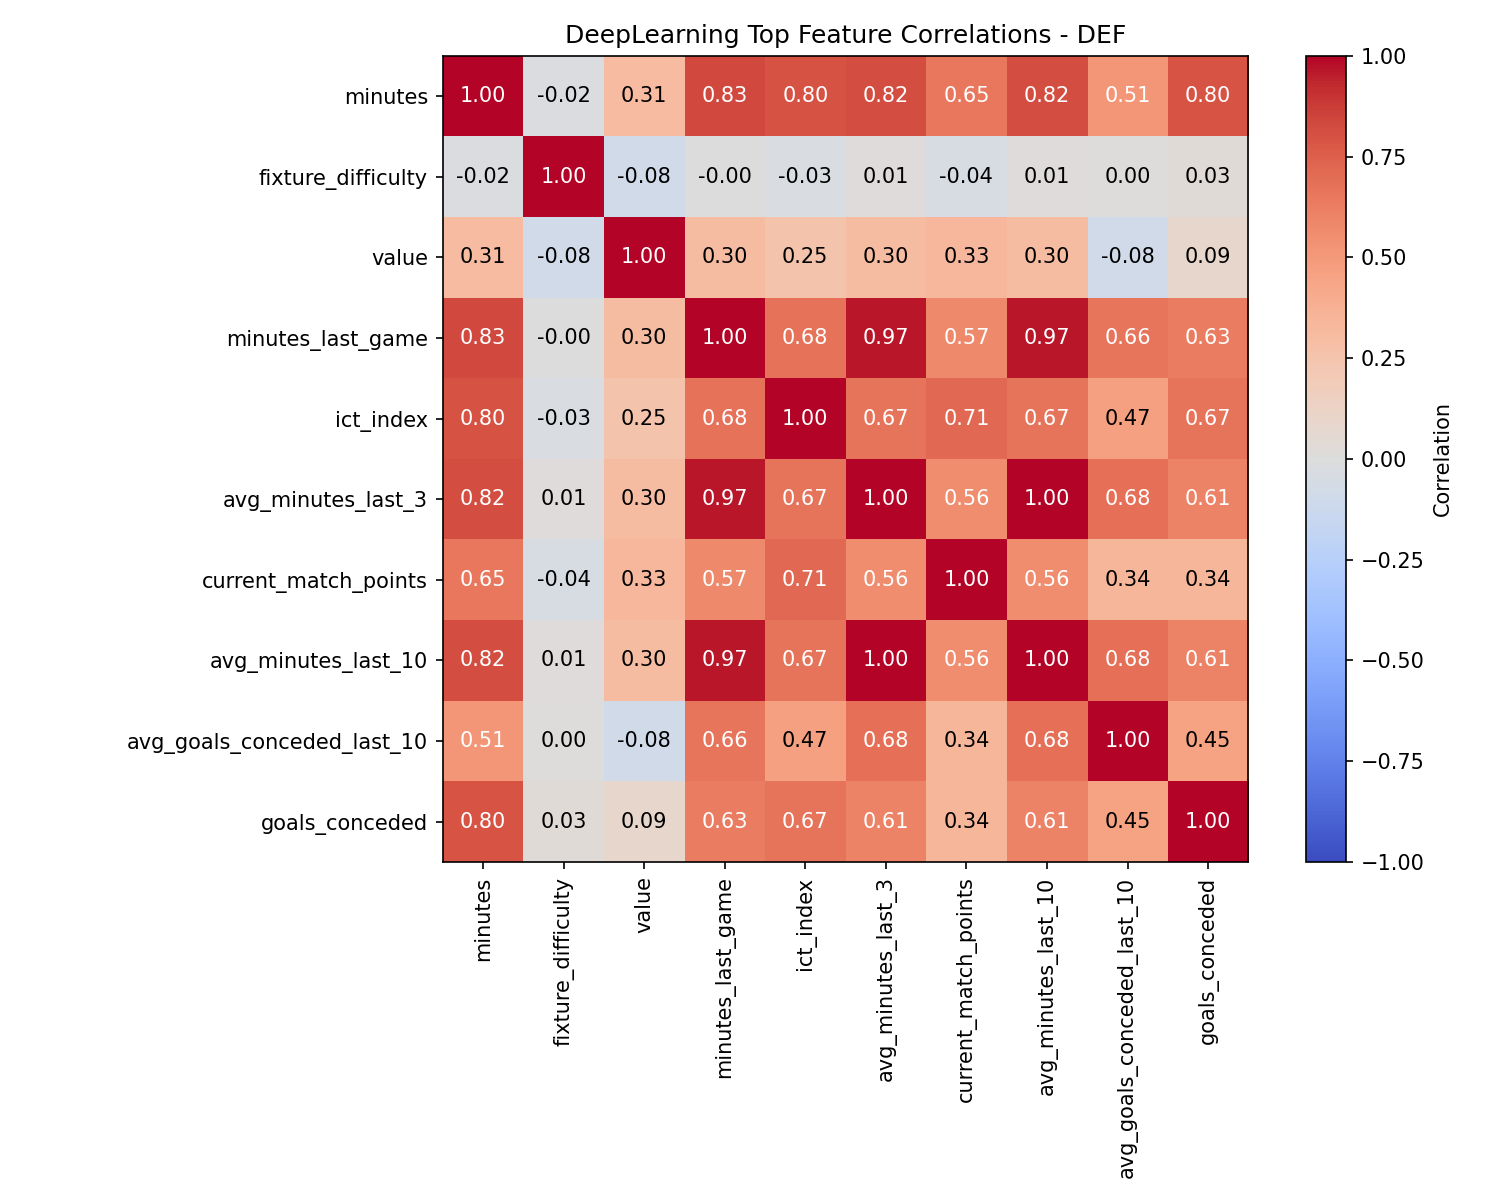 DeepLearning Top Feature Correlations - DEF
minutes 1.00 -0.02 0.31 0.83 0.80 0.82 0.65 0.82 0.51 0.80
fixture_difficulty -0.02 1.00 -0.08 -0.00 -0.03 0.01 -0.04 0.01 0.00 0.03
value 0.31 -0.08 1.00 0.30 0.25 0.30 0.33 0.30 -0.08 0.09
minutes_last_game 0.83 -0.00 0.30 1.00 0.68 0.97 0.57 0.97 0.66 0.63
ict_index 0.80 -0.03 0.25 0.68 1.00 0.67 0.71 0.67 0.47 0.67
avg_minutes_last_3 0.82 0.01 0.30 0.97 0.67 1.00 0.56 1.00 0.68 0.61
current_match_points 0.65 -0.04 0.33 0.57 0.71 0.56 1.00 0.56 0.34 0.34
avg_minutes_last_10 0.82 0.01 0.30 0.97 0.67 1.00 0.56 1.00 0.68 0.61
avg_goals_conceded_last_10 0.51 0.00 -0.08 0.66 0.47 0.68 0.34 0.68 1.00 0.45
goals_conceded 0.80 0.03 0.09 0.63 0.67 0.61 0.34 0.61 0.45 1.00
minutes
fixture_difficulty
value
minutes_last_game
ict_index
avg_minutes_last_3
current_match_points
avg_minutes_last_10
avg_goals_conceded_last_10
goals_conceded
1.00
0.75
0.50
0.25
0.00
−0.25
−0.50
−0.75
−1.00
Correlation